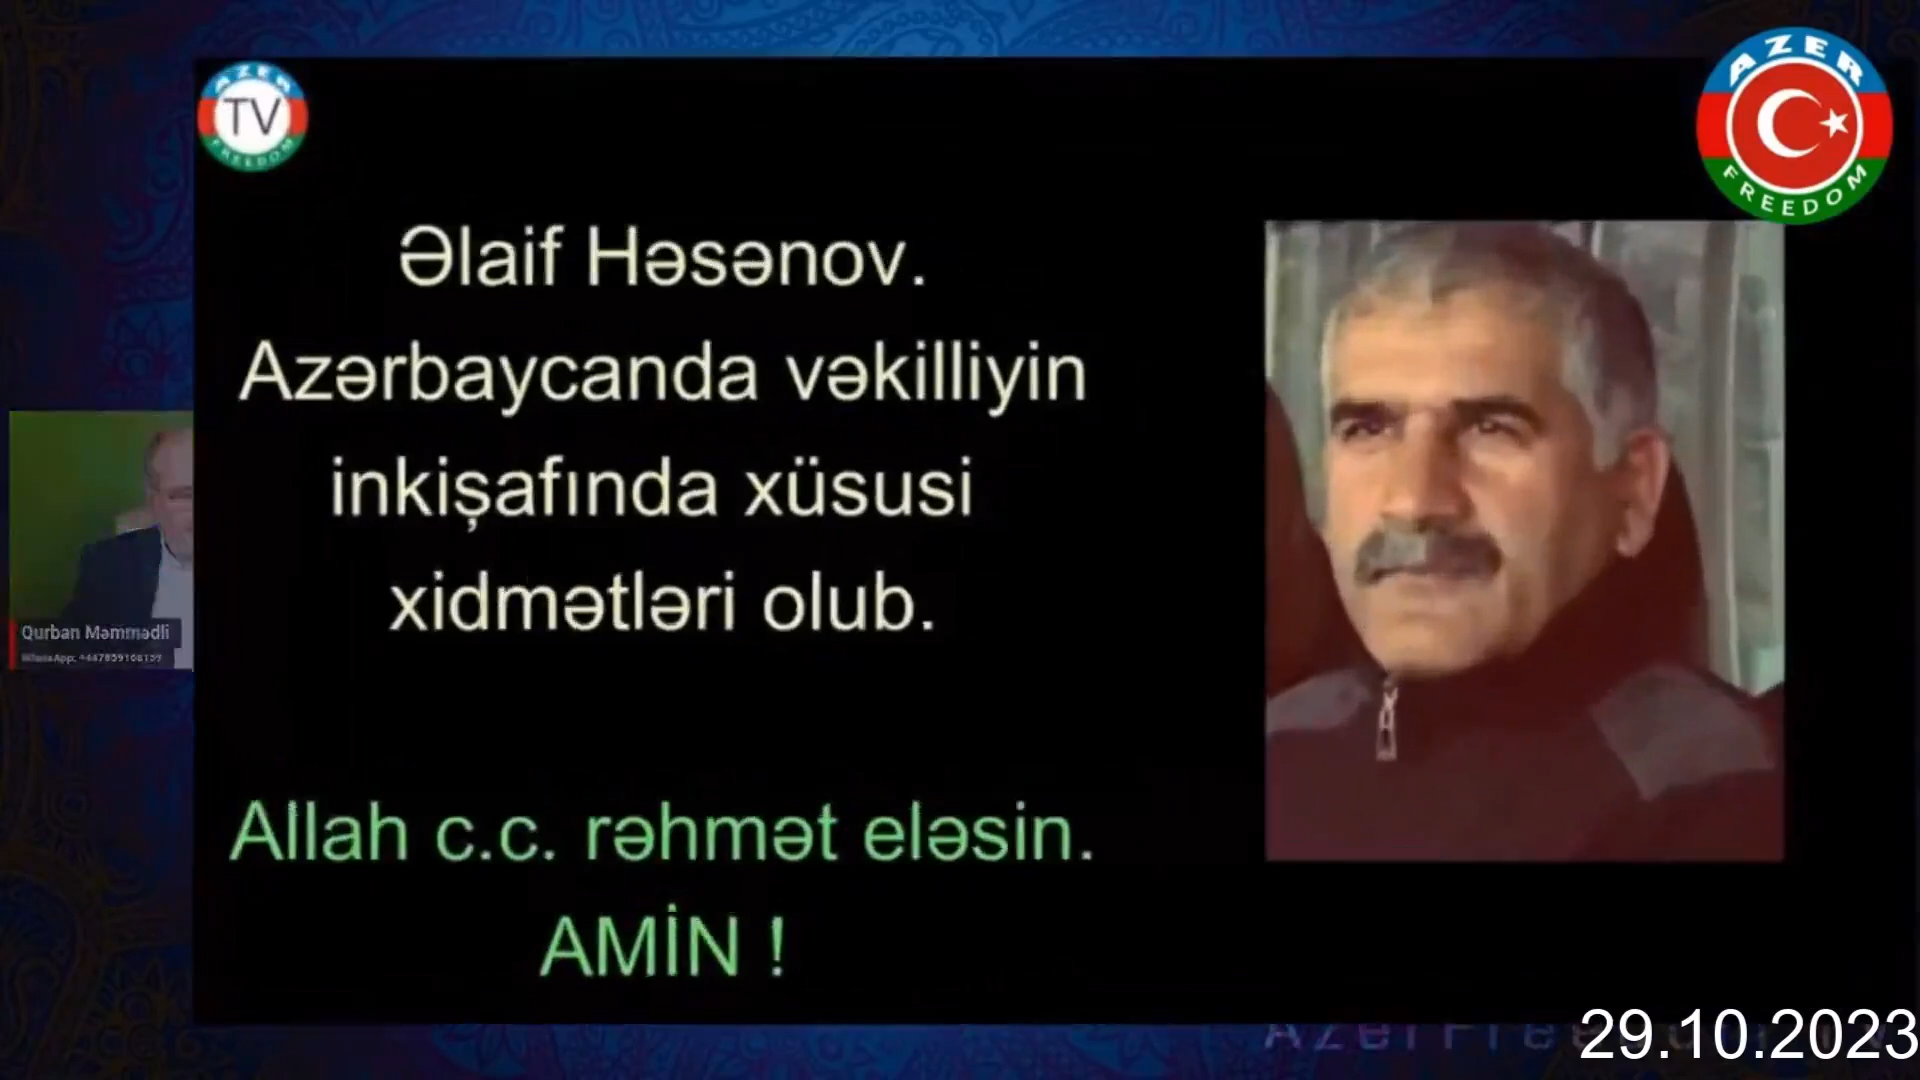 AZER
TV
FREEDOM
AZER
FREEDOM
Əlaif Həsənov.
Azərbaycanda vəkilliyin
inkişafında xüsusi
xidmətləri olub.
Qurban Məmmədli
WhatsApp:
Allah c.c. rəhmət eləsin.
AMİN !
29.10.2023